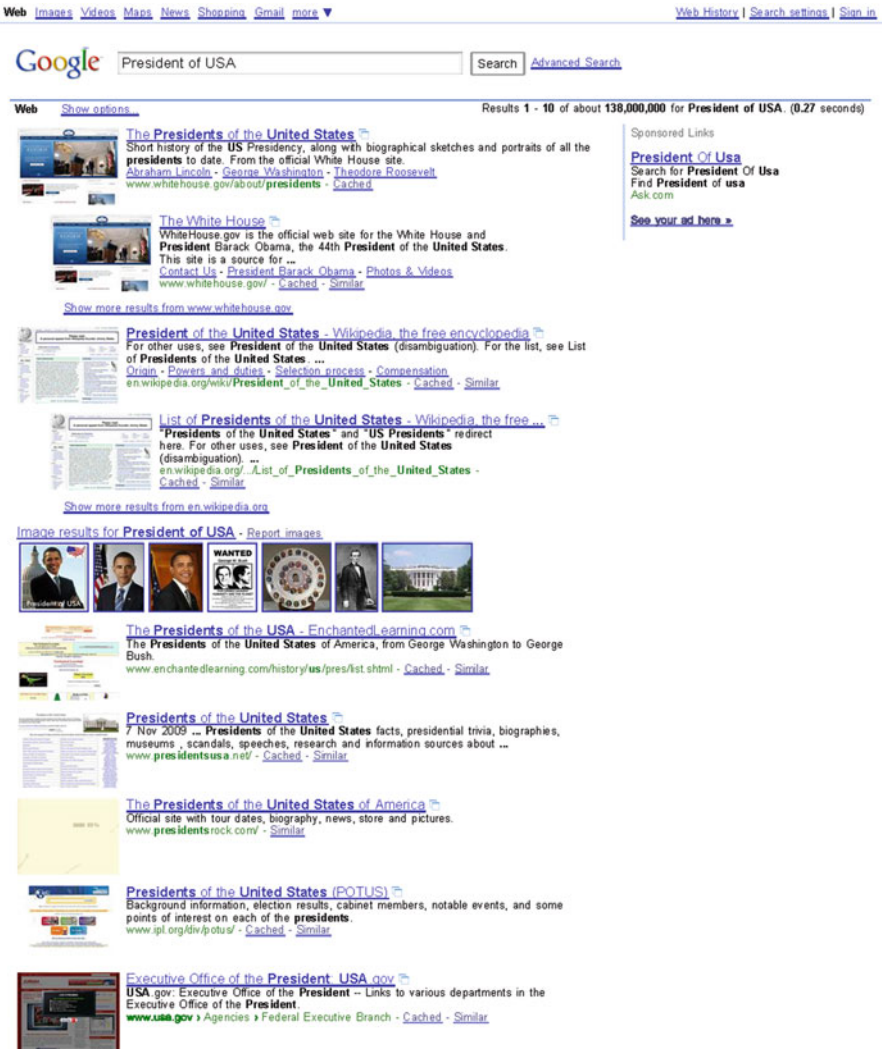 Web Images Videos Maps News Shopping Gmail more ▼ Web History | Search settings | Sign in
Google President of USA Search Advanced Search
Web Show options... Results 1 - 10 of about 138,000,000 for President of USA. (0.27 seconds)
The Presidents of the United States
Short history of the US Presidency, along with biographical sketches and portraits of all the
presidents to date. From the official White House site.
Abraham Lincoln - George Washington - Theodore Roosevelt
www.whitehouse.gov/about/presidents - Cached
The White House
WhiteHouse.gov is the official web site for the White House and
President Barack Obama, the 44th President of the United States.
This site is a source for ...
Contact Us - President Barack Obama - Photos & Videos
www.whitehouse.gov/ - Cached - Similar
Show more results from www.whitehouse.gov
President of the United States - Wikipedia, the free encyclopedia
For other uses, see President of the United States (disambiguation). For the list, see List
of Presidents of the United States. ...
Origin - Powers and duties - Selection process - Compensation
en.wikipedia.org/wiki/President_of_the_United_States - Cached - Similar
List of Presidents of the United States - Wikipedia, the free ...
"Presidents of the United States" and "US Presidents" redirect
here. For other uses, see President of the United States
(disambiguation). ...
en.wikipedia.org/.../List_of_Presidents_of_the_United_States -
Cached - Similar
Show more results from en.wikipedia.org
Image results for President of USA - Report images
President of USA
WANTED
The Presidents of the USA - EnchantedLearning.com
The Presidents of the United States of America, from George Washington to George
Bush.
www.enchantedlearning.com/history/us/pres/list.shtml - Cached - Similar
Presidents of the United States
7 Nov 2009 ... Presidents of the United States facts, presidential trivia, biographies,
museums , scandals, speeches, research and information sources about ...
www.presidentsusa.net/ - Cached - Similar
The Presidents of the United States of America
Official site with tour dates, biography, news, store and pictures.
www.presidentsrock.com/ - Similar
Presidents of the United States (POTUS)
Background information, election results, cabinet members, notable events, and some
points of interest on each of the presidents.
www.ipl.org/div/potus/ - Cached - Similar
Executive Office of the President: USA.gov
USA.gov: Executive Office of the President -- Links to various departments in the
Executive Office of the President.
www.usa.gov › Agencies › Federal Executive Branch - Cached - Similar
Sponsored Links
President Of Usa
Search for President Of Usa
Find President of usa
Ask.com
See your ad here »